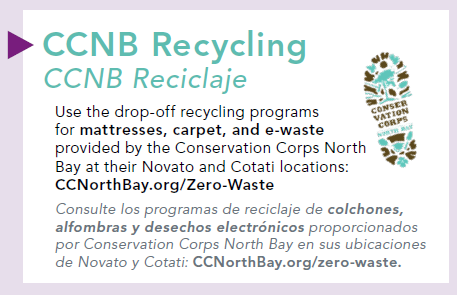 CCNB Recycling
CCNB Reciclaje
Use the drop-off recycling programs
for mattresses, carpet, and e-waste
provided by the Conservation Corps North
Bay at their Novato and Cotati locations:
CCNorthBay.org/Zero-Waste
CONSER
VATION
CORPS
NORTH BAY
Consulte los programas de reciclaje de colchones,
alfombras y desechos electrónicos proporcionados
por Conservation Corps North Bay en sus ubicaciones
de Novato y Cotati: CCNorthBay.org/zero-waste.